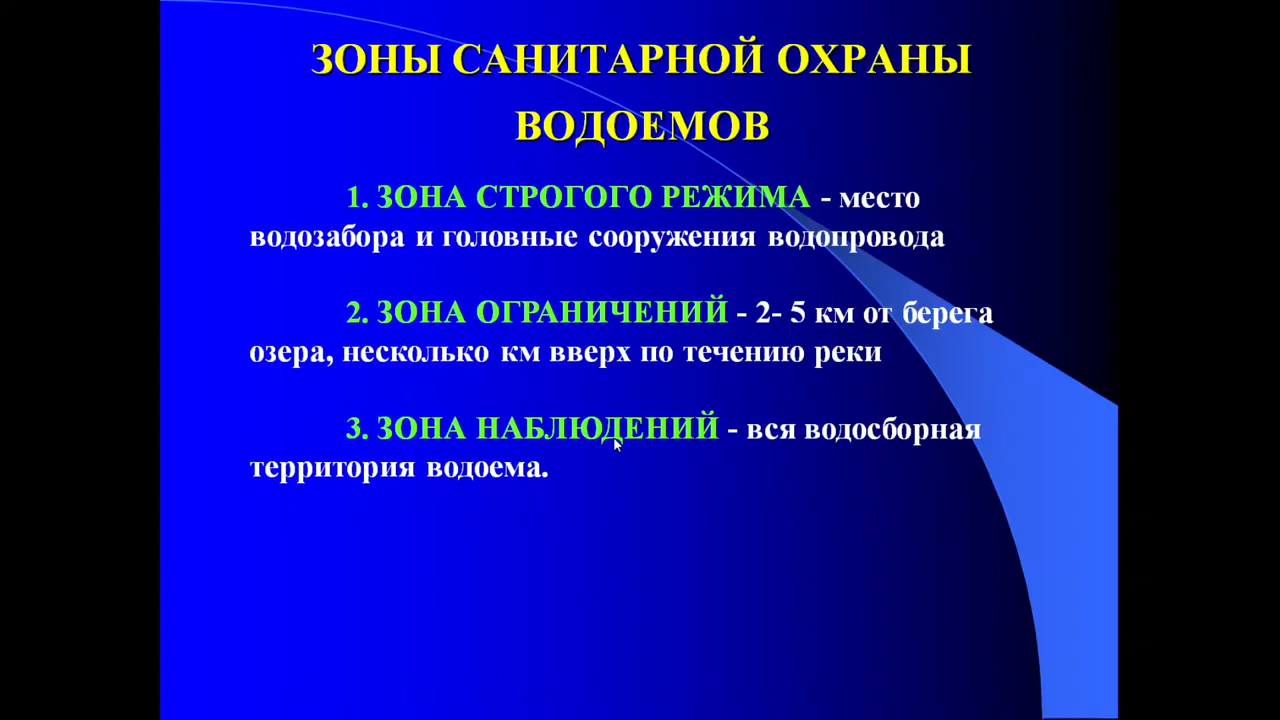 ЗОНЫ САНИТАРНОЙ ОХРАНЫ
ВОДОЕМОВ
1. ЗОНА СТРОГОГО РЕЖИМА - место
водозабора и головные сооружения водопровода
2. ЗОНА ОГРАНИЧЕНИЙ - 2- 5 км от берега
озера, несколько км вверх по течению реки
3. ЗОНА НАБЛЮДЕНИЙ - вся водосборная
территория водоема.